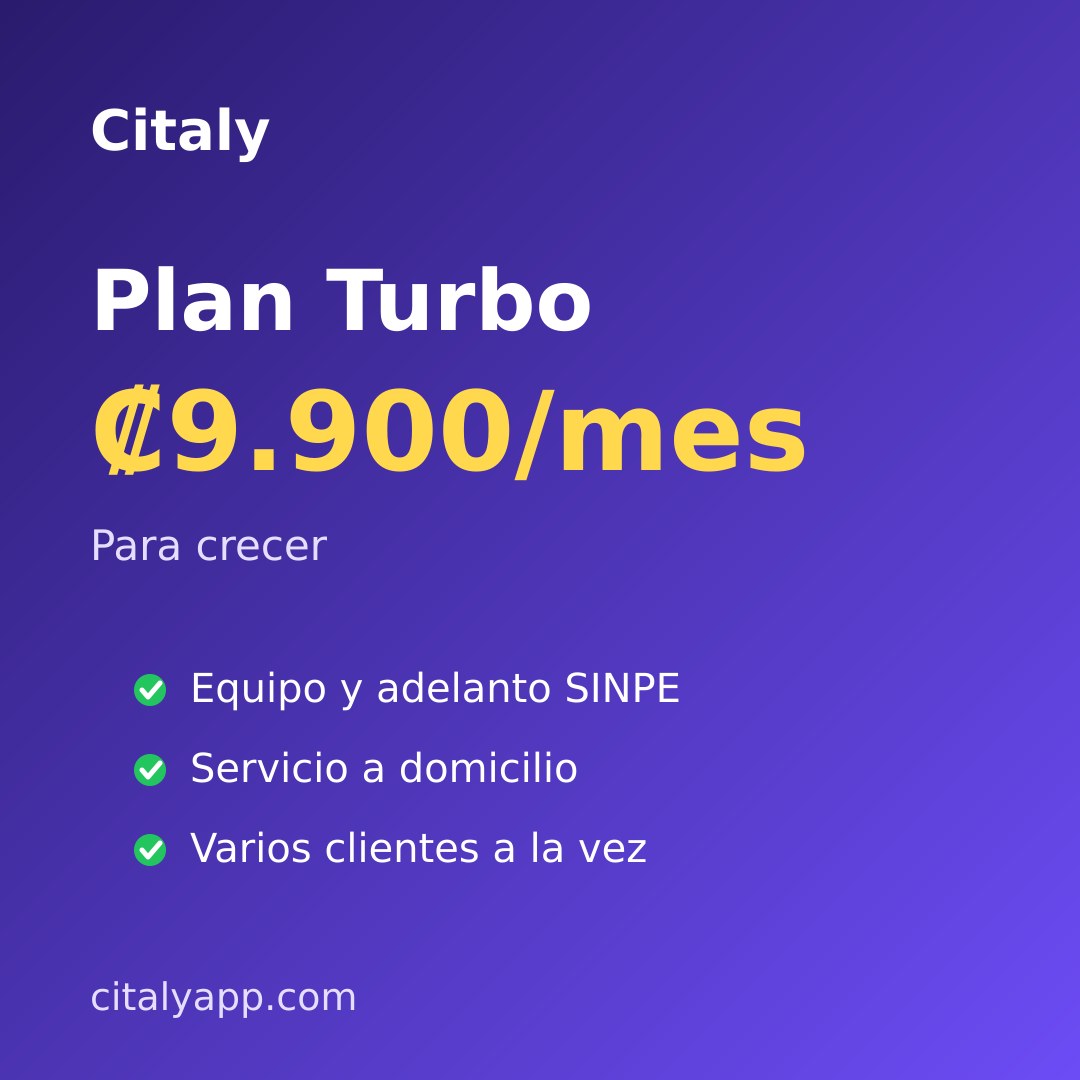 Citaly
Plan Turbo
₡9.900/mes
Para crecer
Equipo y adelanto SINPE
Servicio a domicilio
Varios clientes a la vez
citalyapp.com